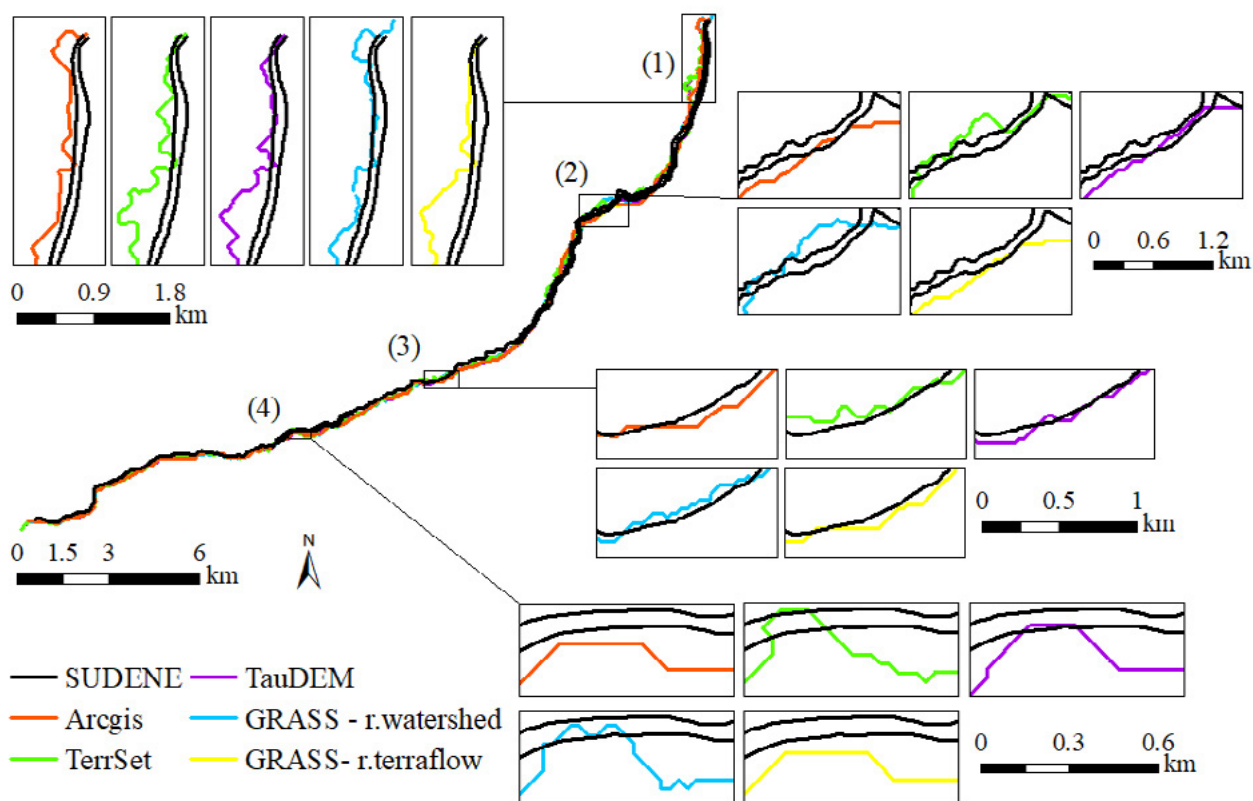 (1)
(2)
0 0.6 1.2
km
0 0.9 1.8
km
(3)
(4)
0 0.5 1
km
N
0 1.5 3 6
km
SUDENE TauDEM
Arcgis GRASS - r.watershed
TerrSet GRASS- r.terraflow
0 0.3 0.6
km